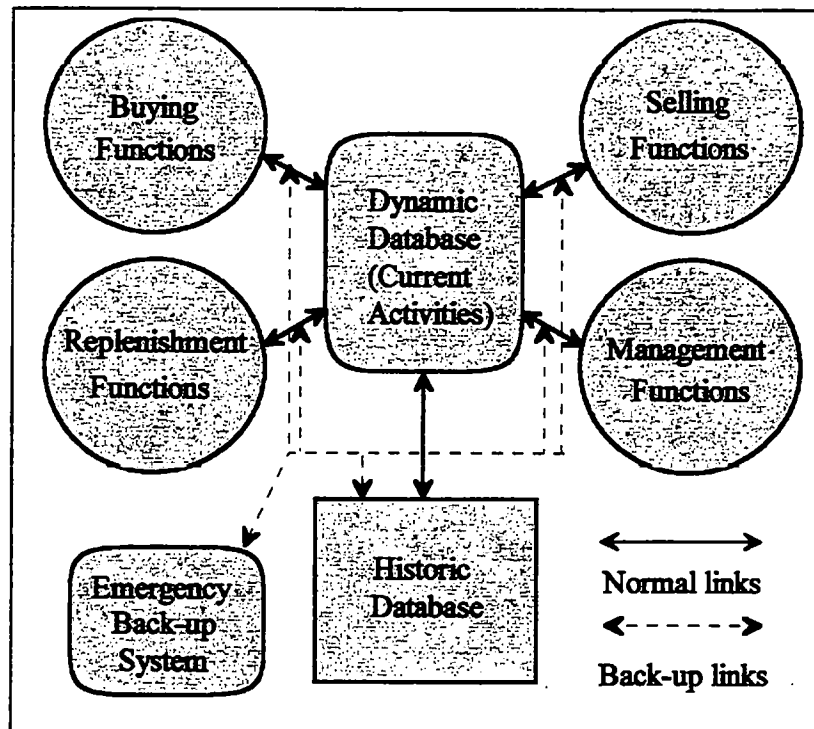 Buying
Functions
Selling
Functions
Dynamic
Database
(Current
Activities)
Replenishment
Functions
Management
Functions
Emergency
Back-up
System
Historic
Database
Normal links
Back-up links